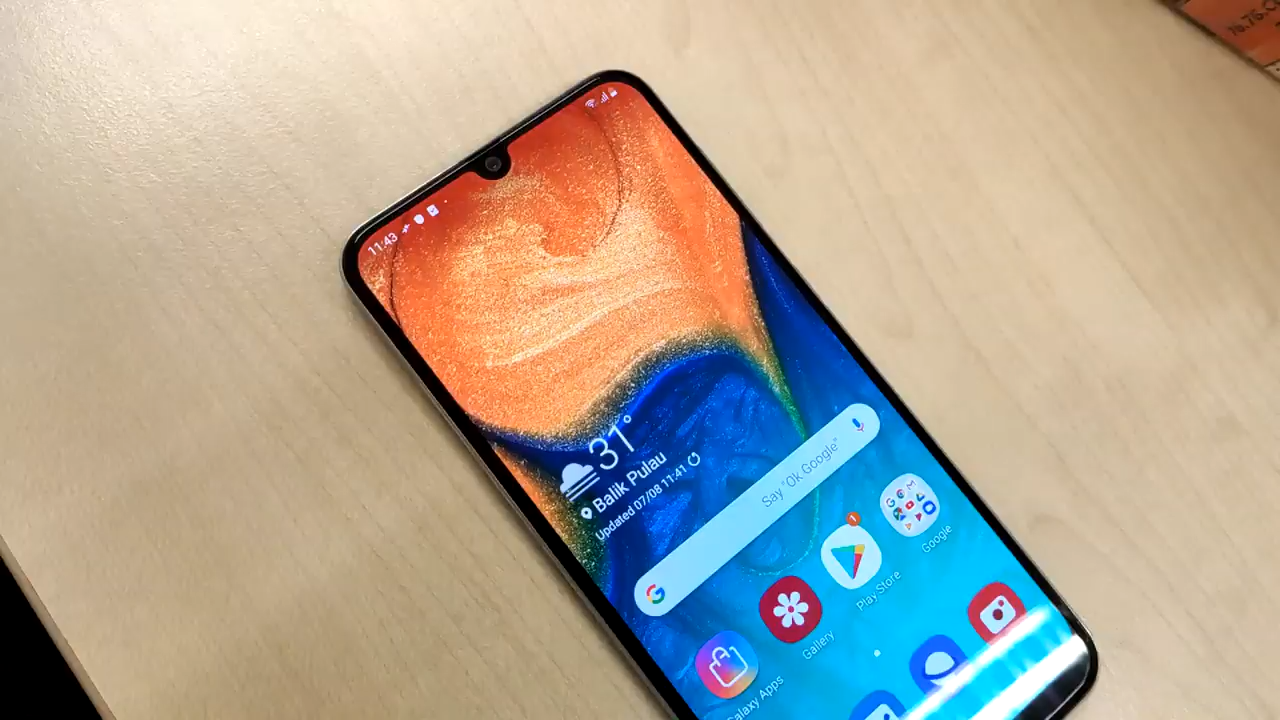 11:43
31°
Balik Pulau
Updated 07/08 11:41
Say "Ok Google"
Google
Play Store
Gallery
Galaxy Apps